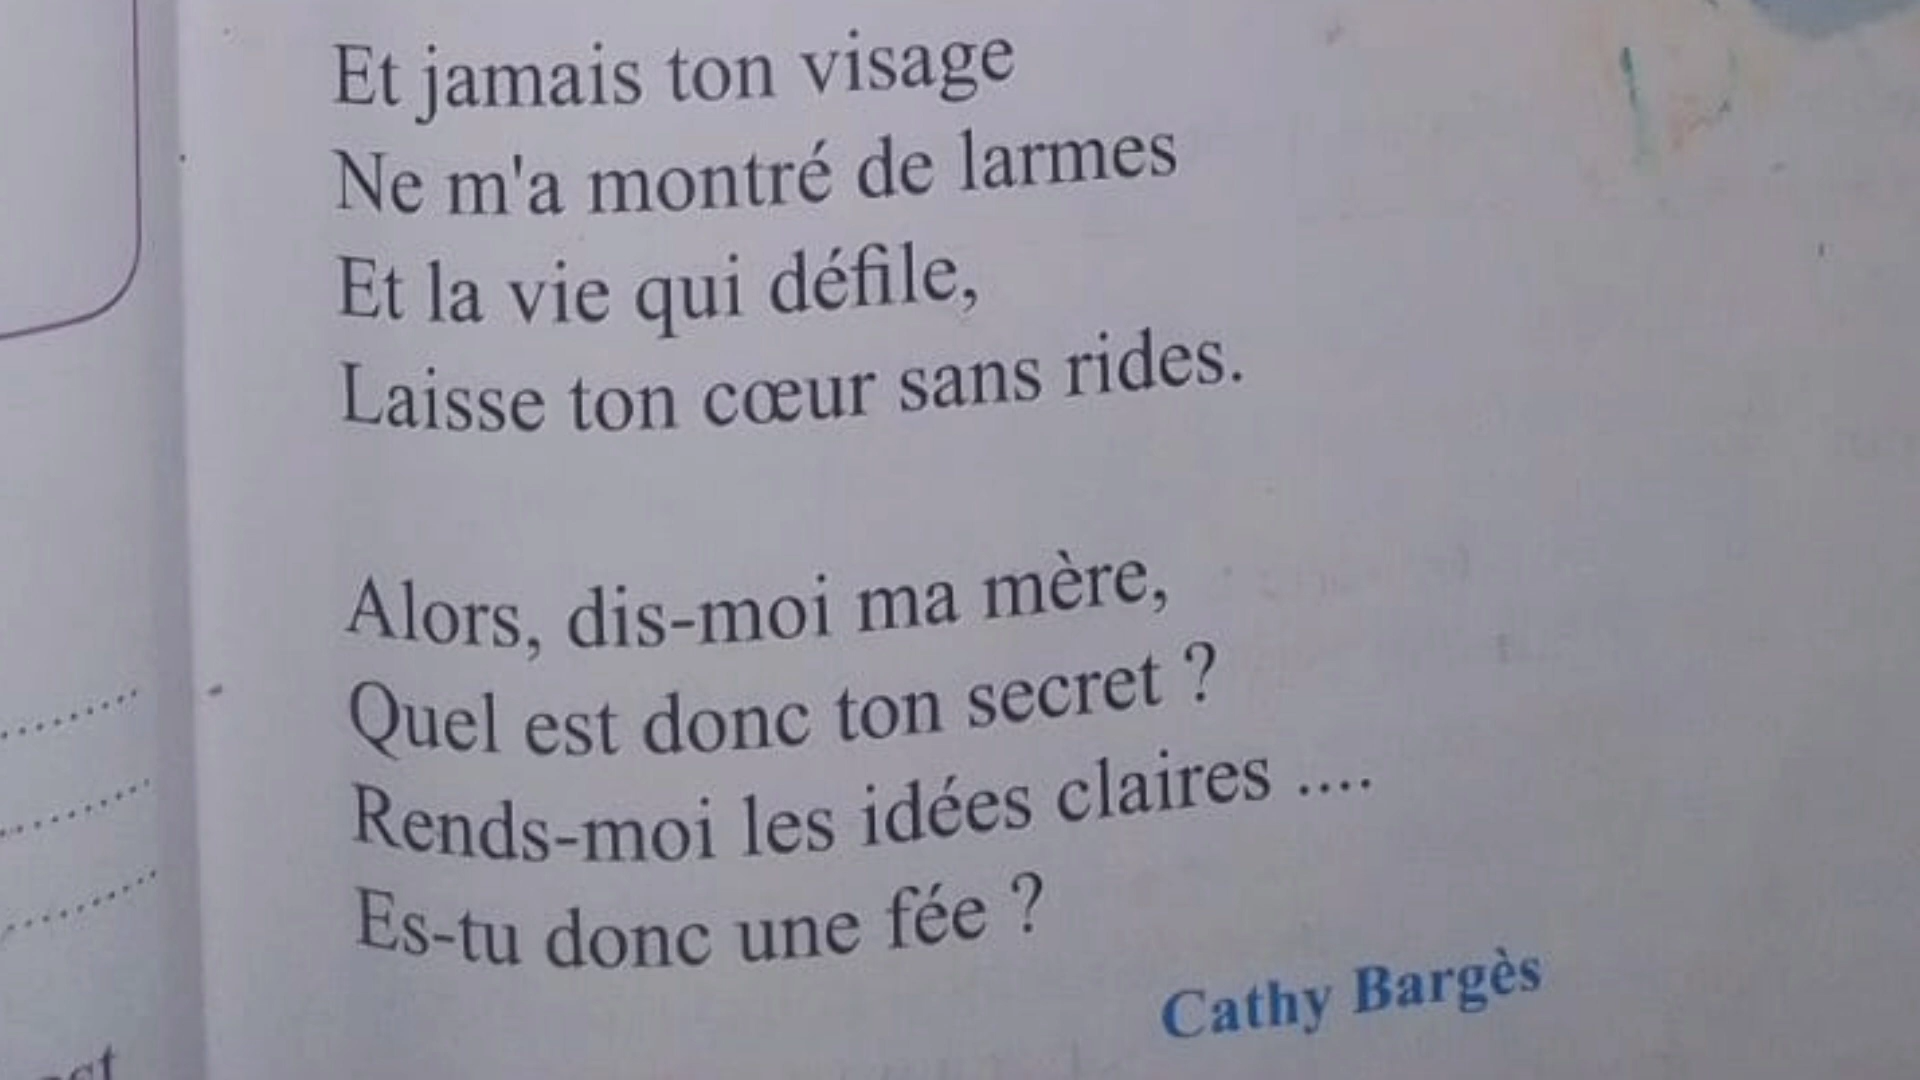 Et jamais ton visage
Ne m'a montré de larmes
Et la vie qui défile,
Laisse ton cœur sans rides.
Alors, dis-moi ma mère,
Quel est donc ton secret ?
Rends-moi les idées claires ....
Es-tu donc une fée ?
Cathy Bargès